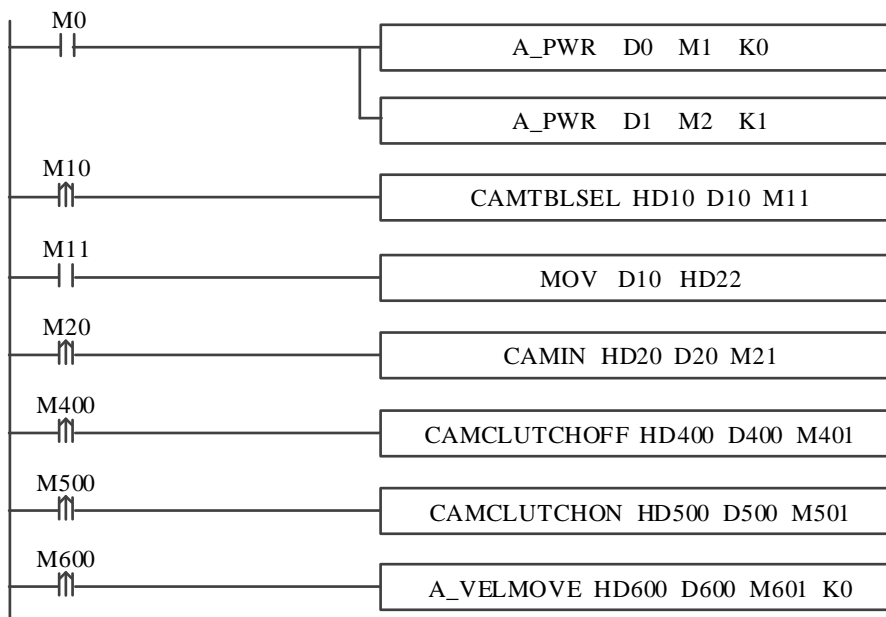 M0
A_PWR D0 M1 K0
A_PWR D1 M2 K1
M10
CAMTBLSEL HD10 D10 M11
M11
MOV D10 HD22
M20
CAMIN HD20 D20 M21
M400
CAMCLUTCHOFF HD400 D400 M401
M500
CAMCLUTCHON HD500 D500 M501
M600
A_VELMOVE HD600 D600 M601 K0